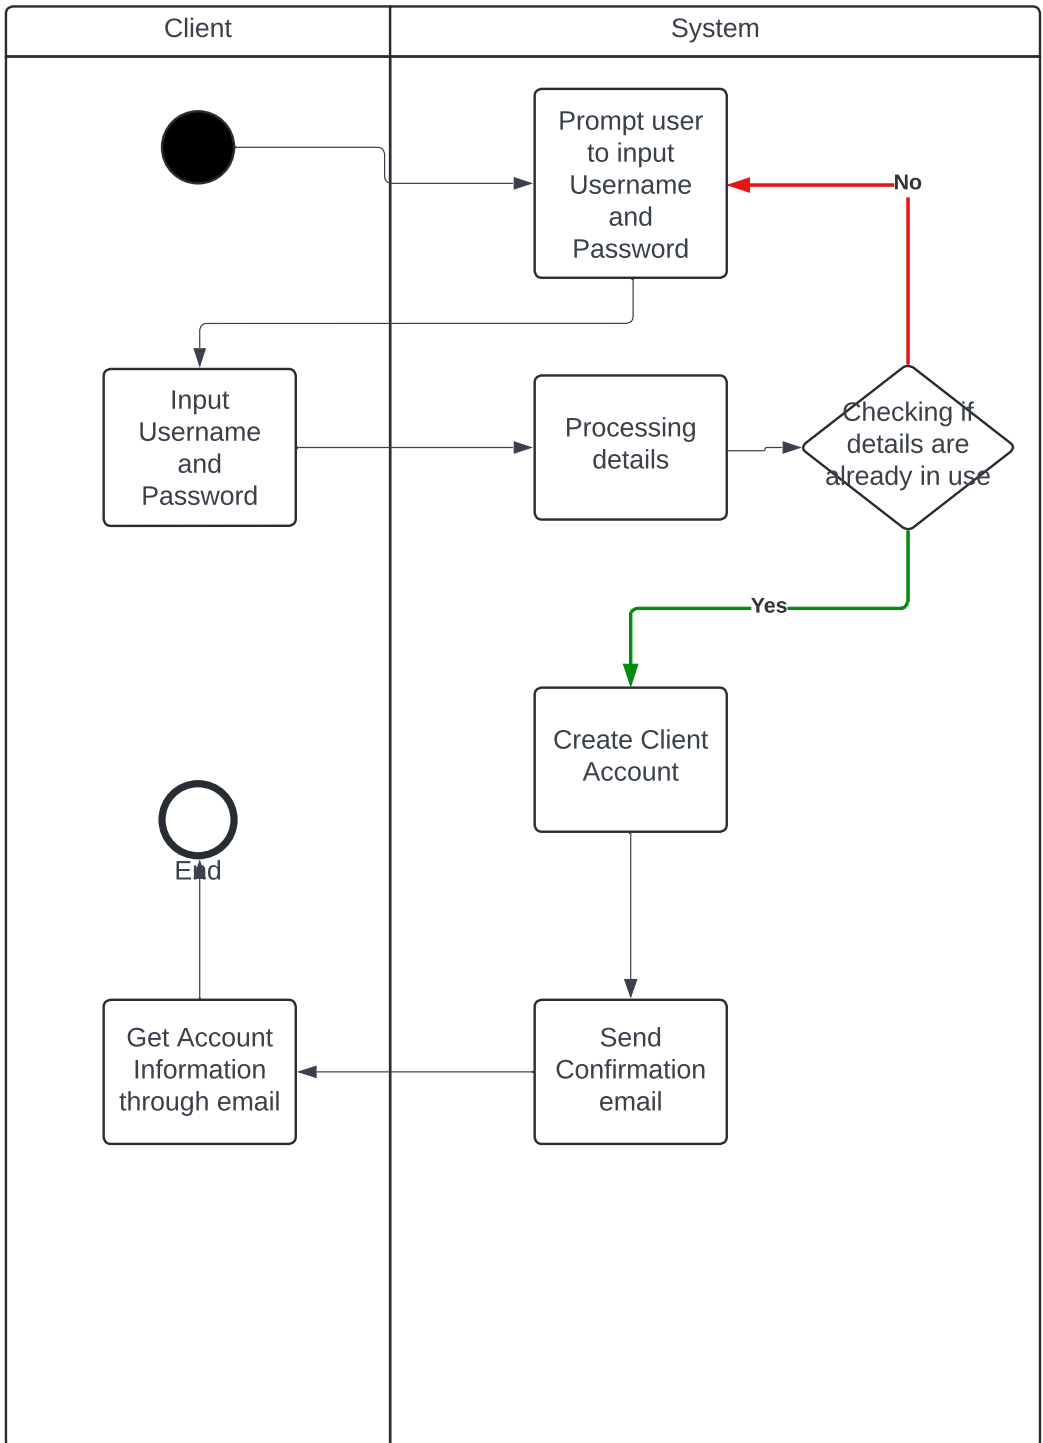 Client
System
Prompt user
to input
Username
and
Password
No
Input
Username
and
Password
Processing
details
Checking if
details are
already in use
Yes
Create Client
Account
End
Get Account
Information
through email
Send
Confirmation
email